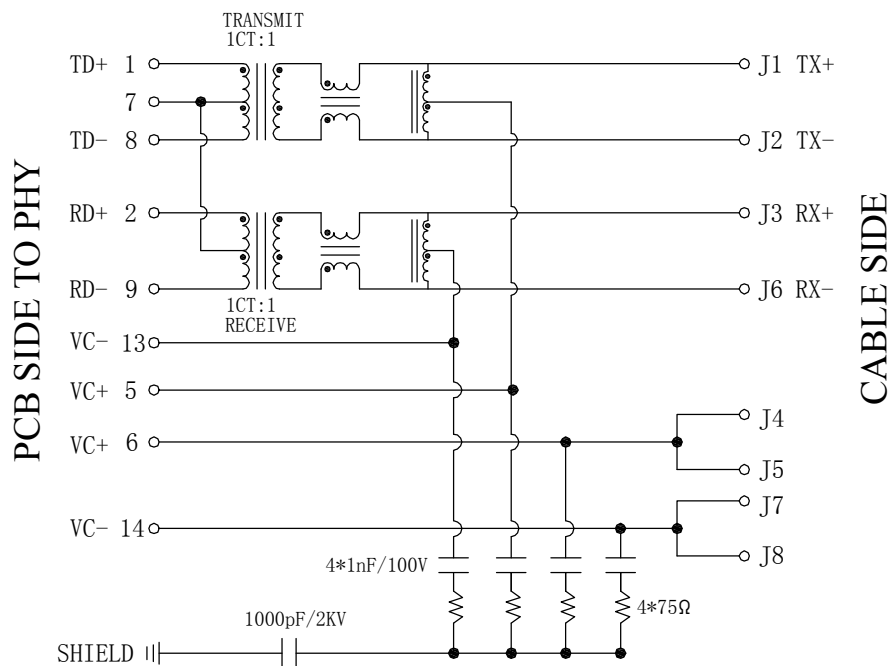 TRANSMIT
1CT:1
TD+ 1
J1 TX+
7
TD- 8
J2 TX-
RD+ 2
J3 RX+
RD- 9
J6 RX-
1CT:1
RECEIVE
VC- 13
VC+ 5
VC+ 6
J4
J5
VC- 14
J7
J8
4*1nF/100V
4*75Ω
1000pF/2KV
SHIELD
PCB SIDE TO PHY
CABLE SIDE